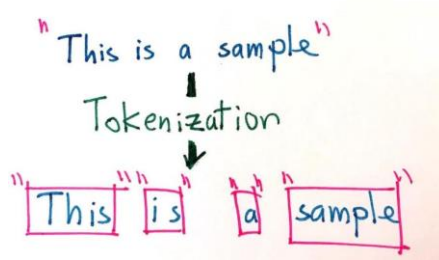 "This is a sample"
Tokenization
"This" "is" "a" "sample"